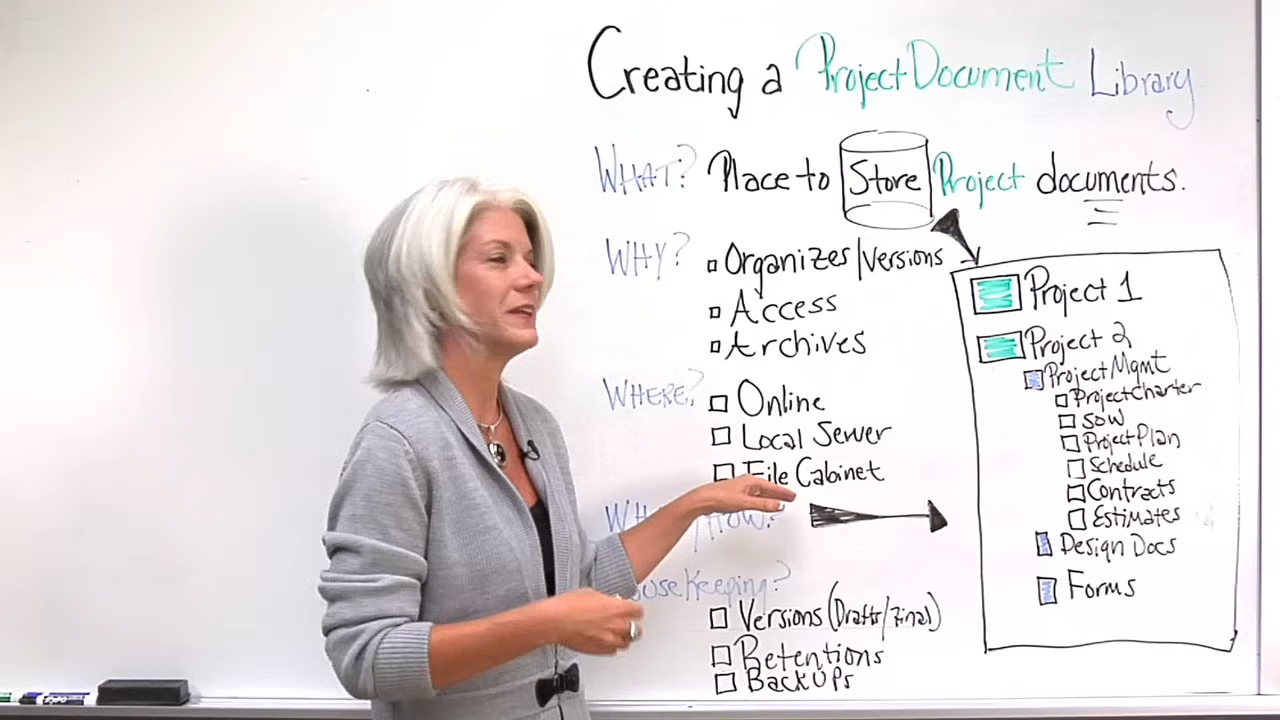 Creating a Project Document Library
WHAT? Place to Store Project documents.
WHY? Organizes/Versions
Access
Archives
WHERE? Online
Local Server
File Cabinet
HOW?
Housekeeping?
Versions (Drafts/Final)
Retentions
Backups
Project 1
Project 2
Project Mgmt
Project Charter
SOW
Project Plan
Schedule
Contracts
Estimates
Design Docs
Forms